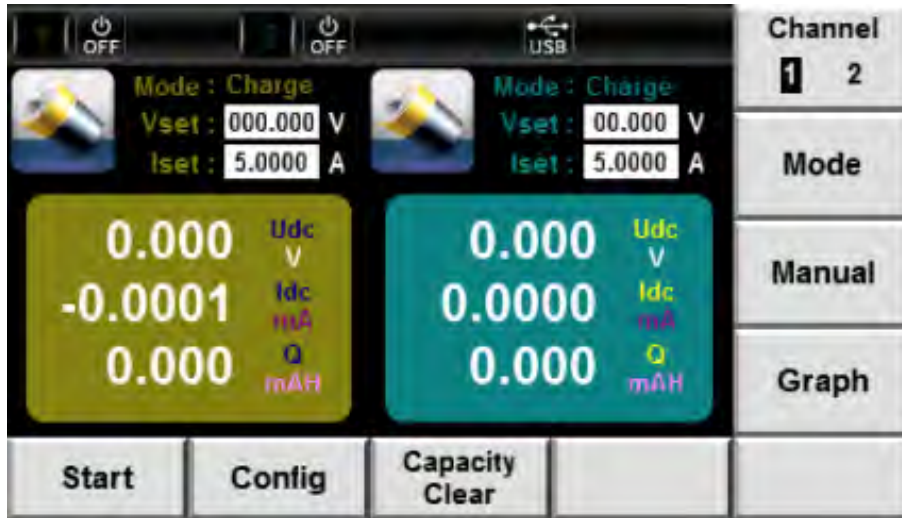 OFF
OFF
USB
Mode : Charge
Vset : 000.000 V
Iset : 5.0000 A
0.000 Udc V
-0.0001 Idc mA
0.000 Q mAH
Mode : Charge
Vset : 00.000 V
Iset : 5.0000 A
0.000 Udc V
0.0000 Idc mA
0.000 Q mAH
Channel
1 2
Mode
Manual
Graph
Start
Config
Capacity
Clear